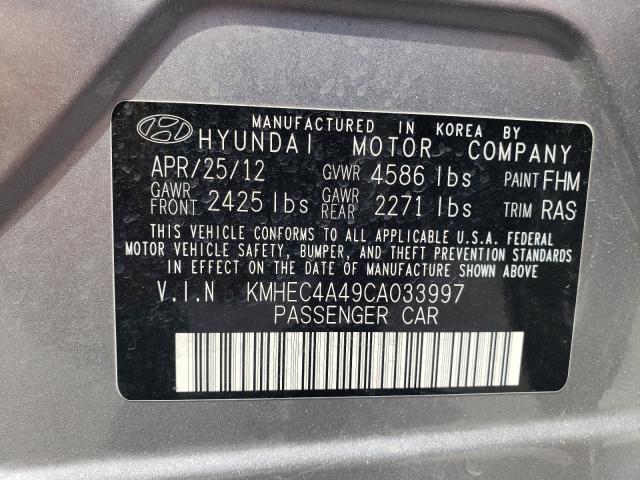 MANUFACTURED IN KOREA BY
HYUNDAI MOTOR COMPANY
APR/25/12 GVWR 4586 lbs PAINT FHM
GAWR FRONT 2425 lbs GAWR REAR 2271 lbs TRIM RAS
THIS VEHICLE CONFORMS TO ALL APPLICABLE U.S.A. FEDERAL
MOTOR VEHICLE SAFETY, BUMPER, AND THEFT PREVENTION STANDARDS
IN EFFECT ON THE DATE OF MANUFACTURE SHOWN ABOVE
V.I.N KMHEC4A49CA033997
PASSENGER CAR